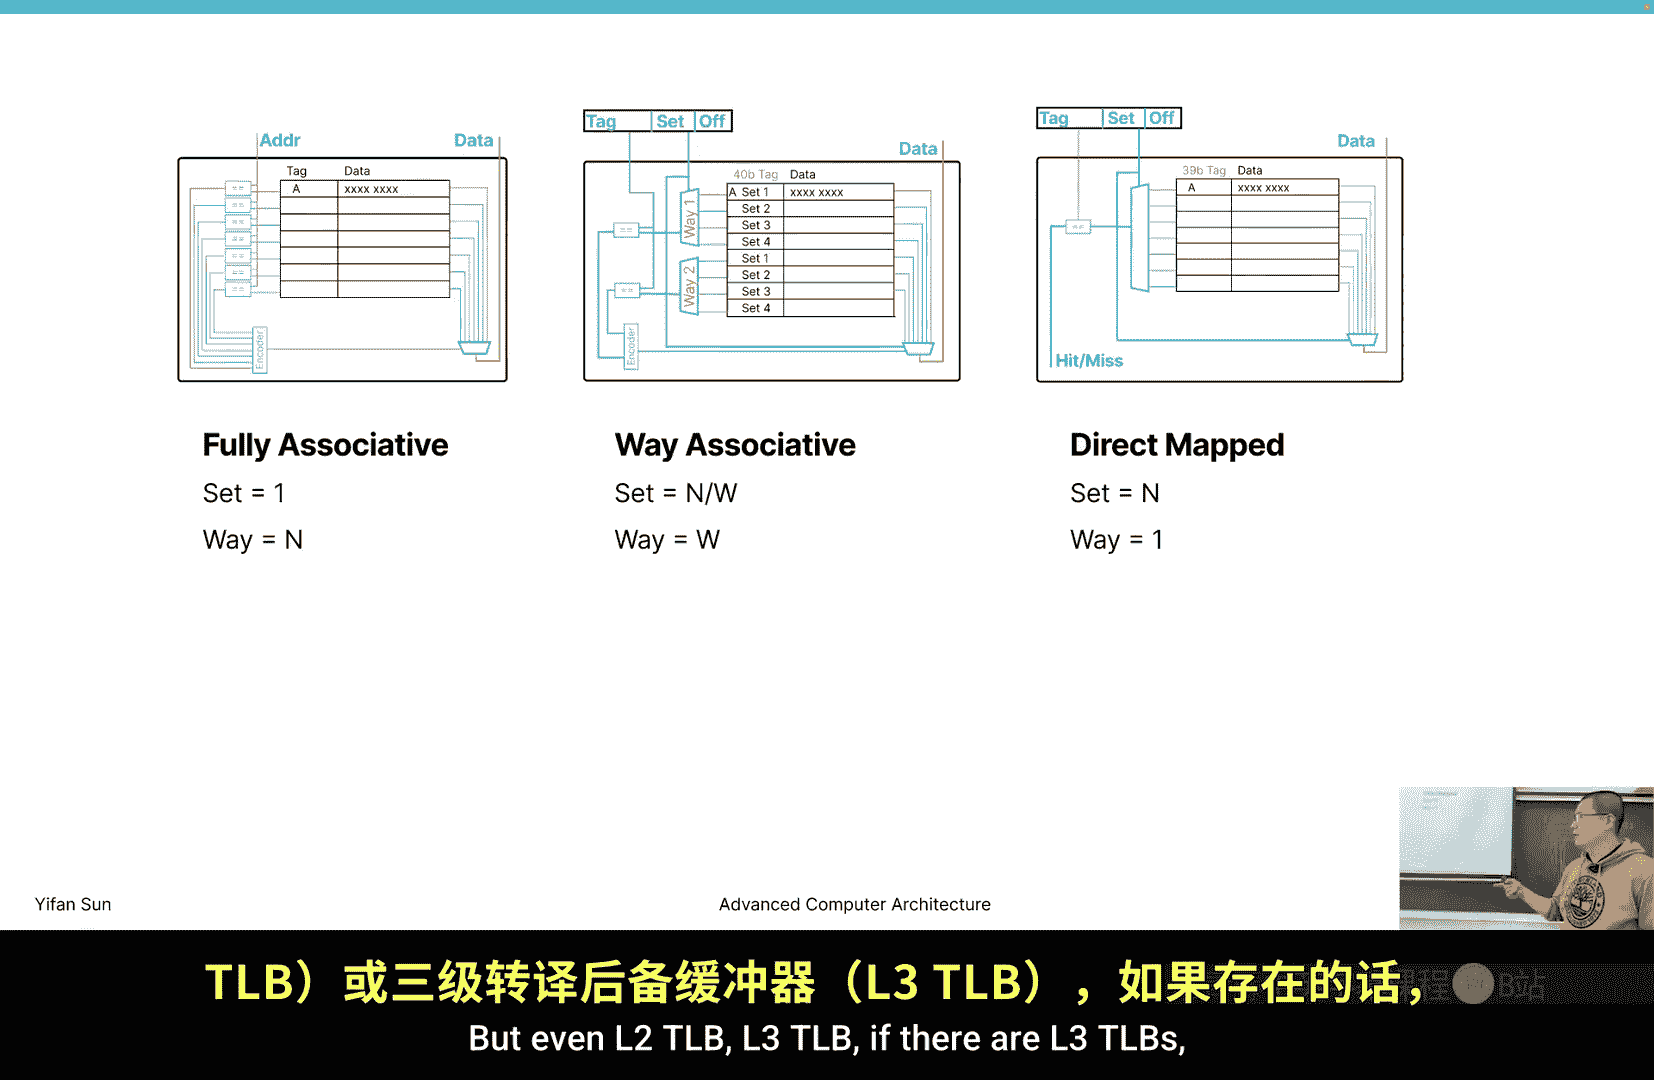 Addr
Data
Tag Data
A xxxx xxxx
==
==
==
==
==
==
==
Encoder
Fully Associative
Set = 1
Way = N
Tag Set Off
Data
40b Tag Data
A Set 1 xxxx xxxx
Set 2
Set 3
Set 4
Set 1
Set 2
Set 3
Set 4
Way 1
Way 2
==
==
Encoder
Way Associative
Set = N/W
Way = W
Tag Set Off
Data
39b Tag Data
A xxxx xxxx
==
Hit/Miss
Direct Mapped
Set = N
Way = 1
Yifan Sun
Advanced Computer Architecture
TLB）或三级转译后备缓冲器（L3 TLB），如果存在的话，
程 B站
But even L2 TLB, L3 TLB, if there are L3 TLBs,